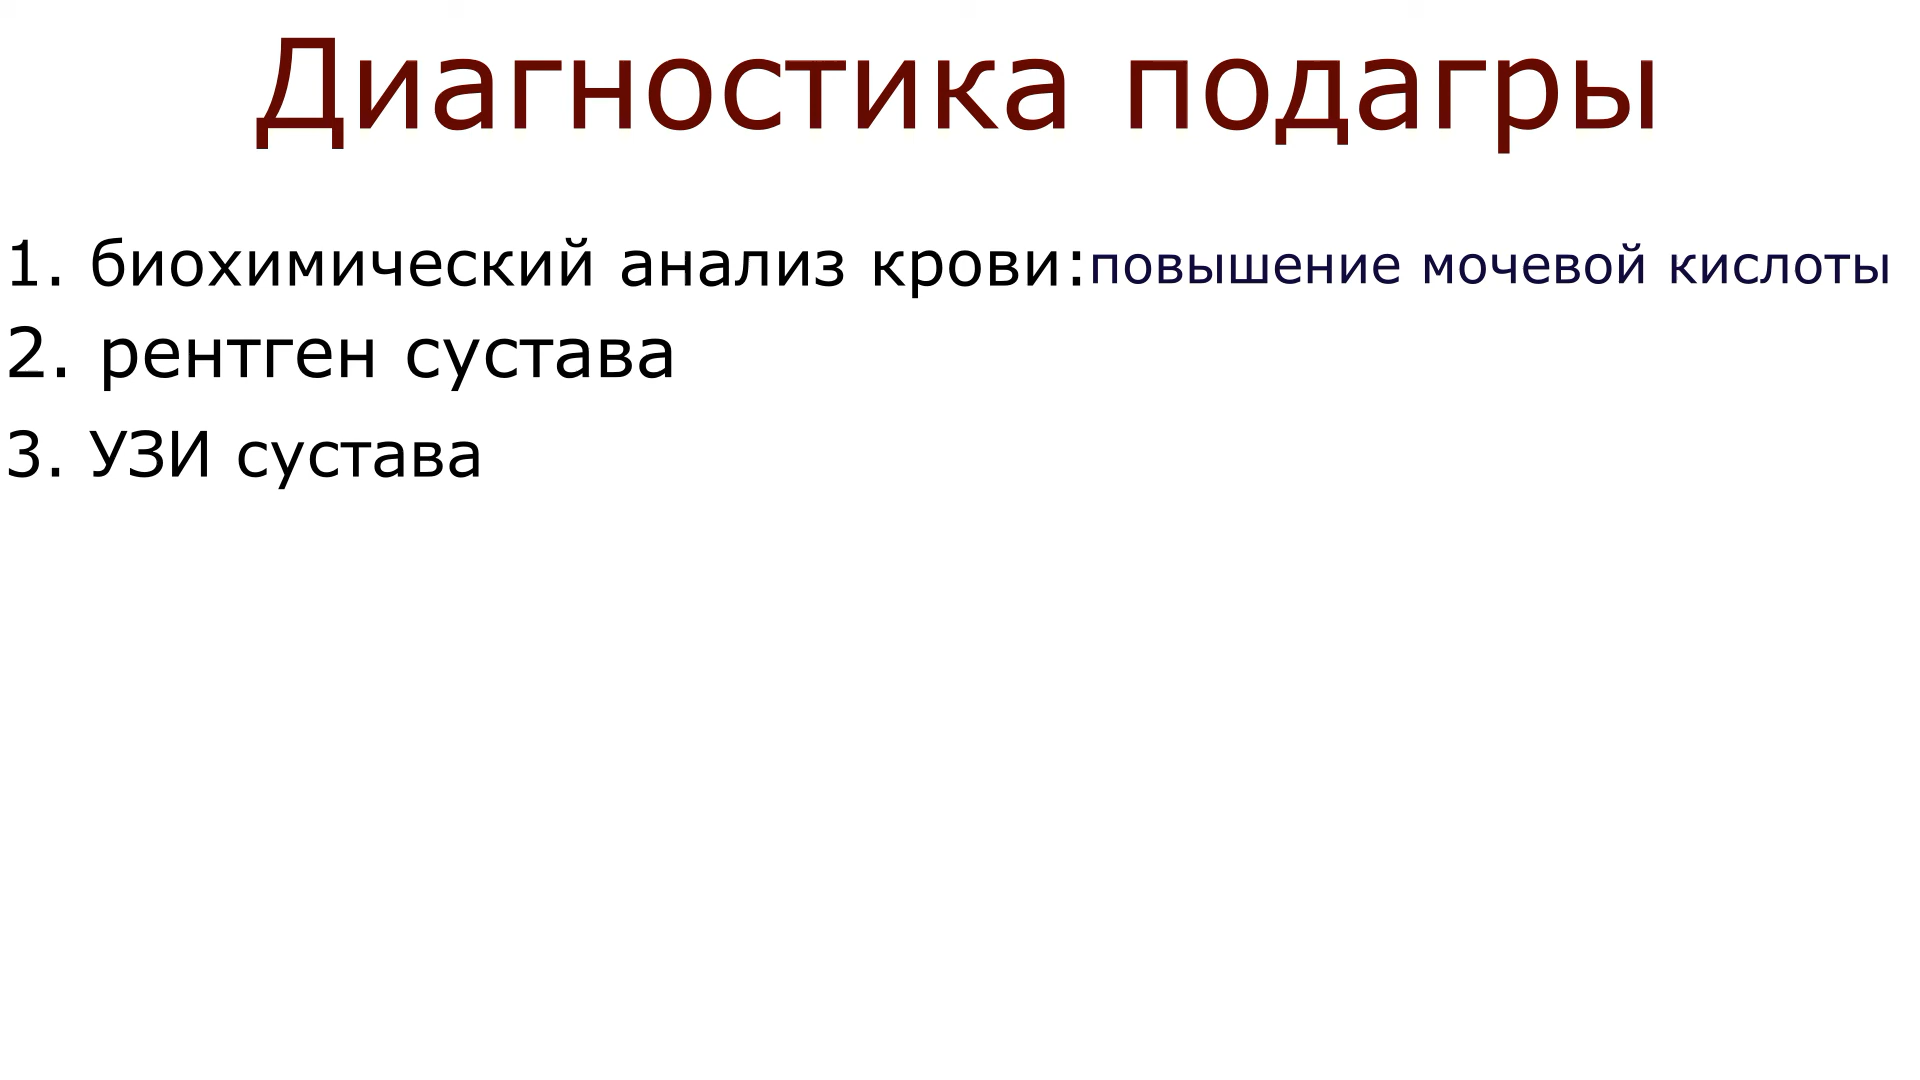 Диагностика подагры
1. биохимический анализ крови:повышение мочевой кислоты
2. рентген сустава
3. УЗИ сустава